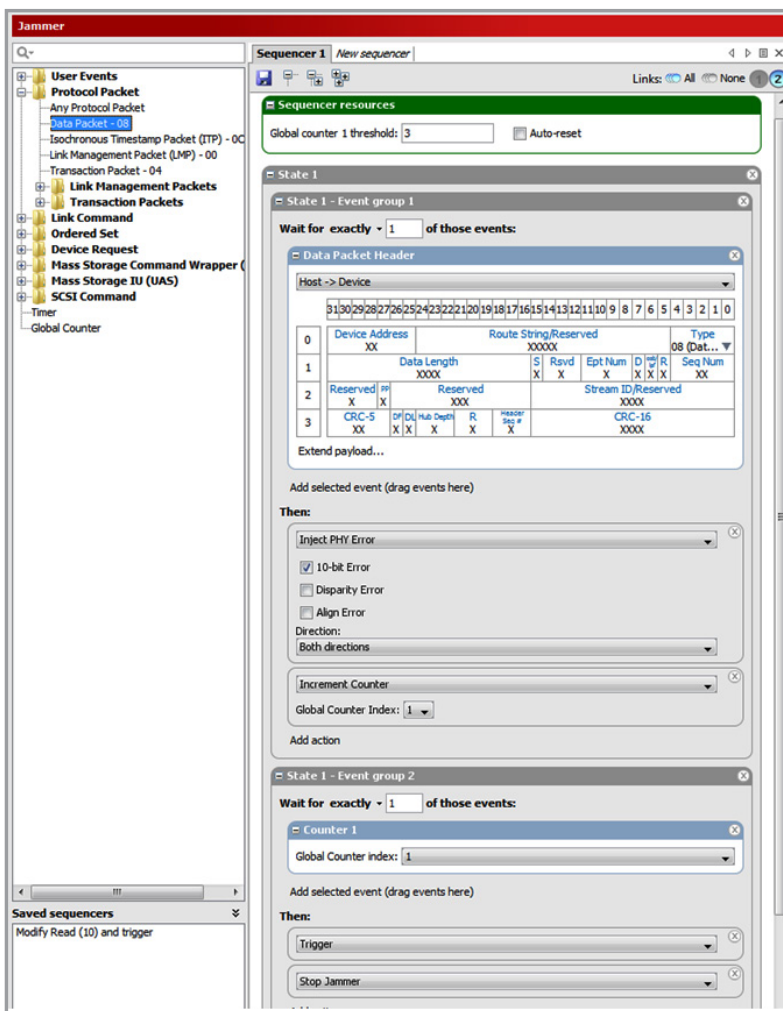 Jammer
User Events
Protocol Packet
Any Protocol Packet
Data Packet - 08
Isochronous Timestamp Packet (ITP) - 0C
Link Management Packet (LMP) - 00
Transaction Packet - 04
Link Management Packets
Transaction Packets
Link Command
Ordered Set
Device Request
Mass Storage Command Wrapper (
Mass Storage IU (UAS)
SCSI Command
Timer
Global Counter
Saved sequencers
Modify Read (10) and trigger
Sequencer 1 New sequencer
Links: All None 1 2
Sequencer resources
Global counter 1 threshold: 3 Auto-reset
State 1
State 1 - Event group 1
Wait for exactly 1 of those events:
Data Packet Header
Host -> Device
31 30 29 28 27 26 25 24 23 22 21 20 19 18 17 16 15 14 13 12 11 10 9 8 7 6 5 4 3 2 1 0
0 Device Address Route String/Reserved Type
XX XXXXX 08 (Dat...
1 Data Length S Rsvd Ept Num D R Seq Num
XXXX X X X X X X XX
2 Reserved PP Reserved Stream ID/Reserved
X X XXX XXXX
3 CRC-5 DF DL Hub Depth R Header Seq # CRC-16
XX X X X X X XXXX
Extend payload...
Add selected event (drag events here)
Then:
Inject PHY Error
10-bit Error
Disparity Error
Align Error
Direction:
Both directions
Increment Counter
Global Counter Index: 1
Add action
State 1 - Event group 2
Wait for exactly 1 of those events:
Counter 1
Global Counter index: 1
Add selected event (drag events here)
Then:
Trigger
Stop Jammer